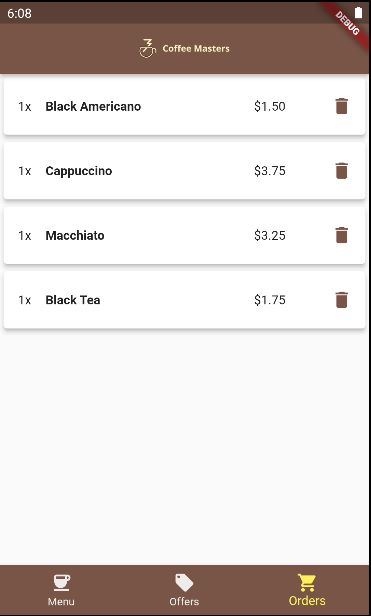 6:08
DEBUG
Coffee Masters
1x Black Americano $1.50
1x Cappuccino $3.75
1x Macchiato $3.25
1x Black Tea $1.75
Menu Offers Orders